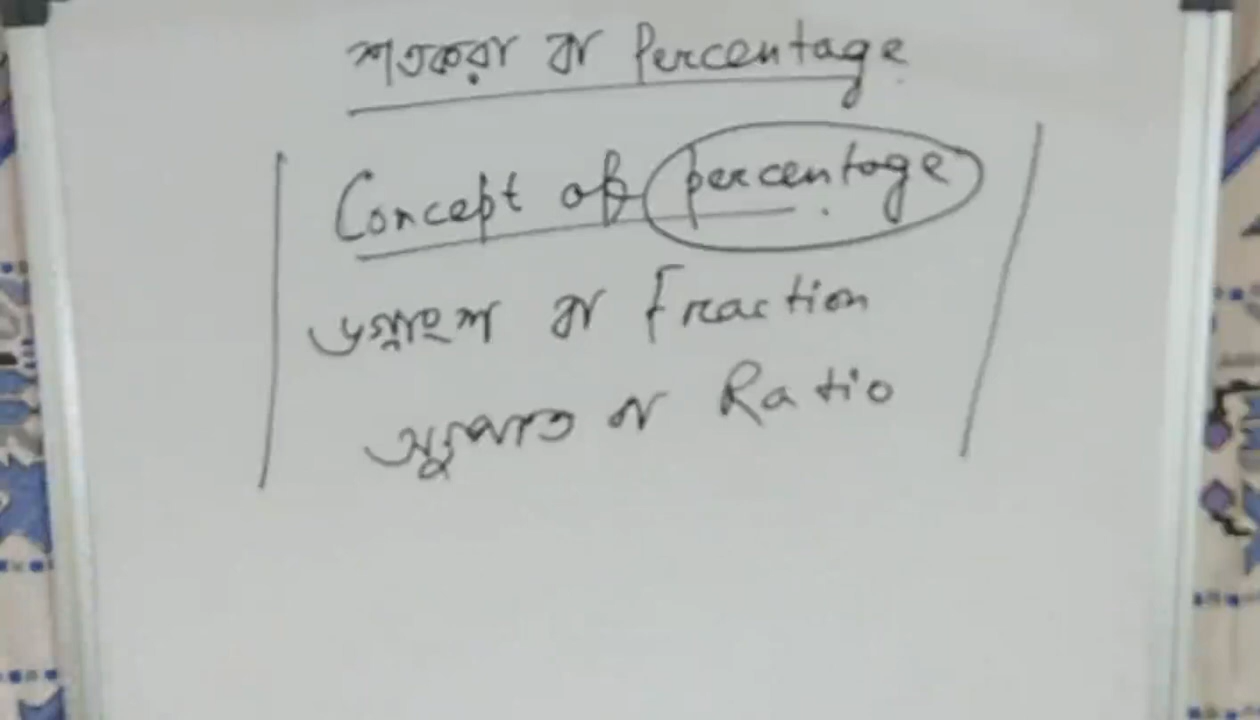 শতকরা বা Percentage
Concept of percentage
ভগ্নাংশ বা Fraction
অনুপাত বা Ratio